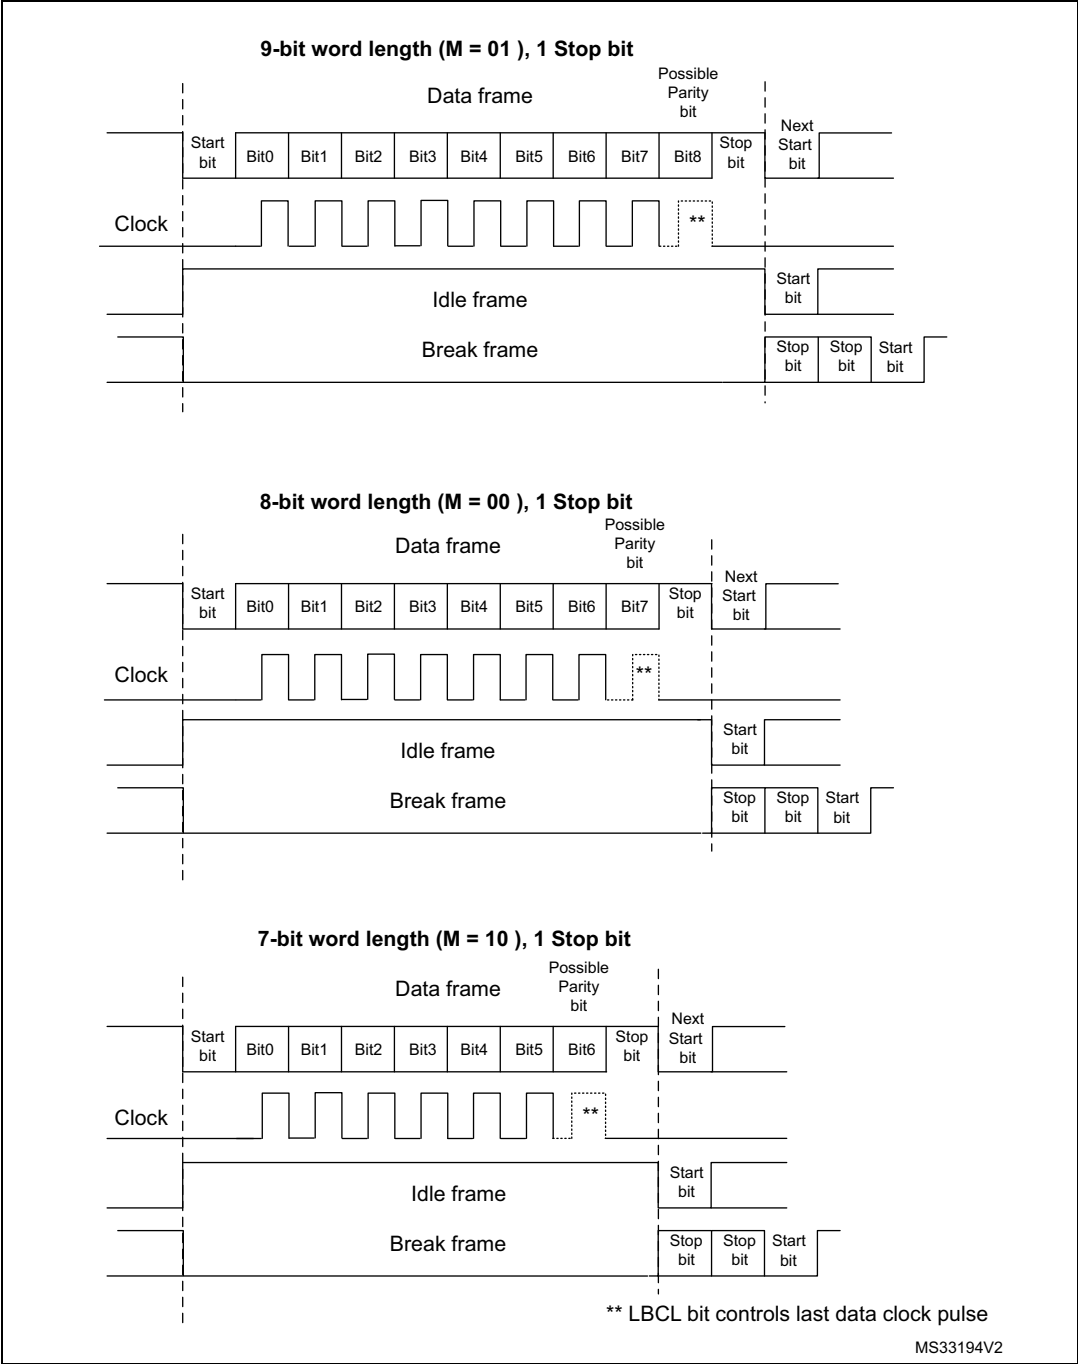 9-bit word length (M = 01 ), 1 Stop bit
Possible
Parity
bit
Data frame
Start
bit
Bit0
Bit1
Bit2
Bit3
Bit4
Bit5
Bit6
Bit7
Bit8
Stop
bit
Next
Start
bit
Clock
**
Idle frame
Start
bit
Break frame
Stop
bit
Stop
bit
Start
bit
8-bit word length (M = 00 ), 1 Stop bit
Possible
Parity
bit
Data frame
Start
bit
Bit0
Bit1
Bit2
Bit3
Bit4
Bit5
Bit6
Bit7
Stop
bit
Next
Start
bit
Clock
**
Idle frame
Start
bit
Break frame
Stop
bit
Stop
bit
Start
bit
7-bit word length (M = 10 ), 1 Stop bit
Possible
Parity
bit
Data frame
Start
bit
Bit0
Bit1
Bit2
Bit3
Bit4
Bit5
Bit6
Stop
bit
Next
Start
bit
Clock
**
Idle frame
Start
bit
Break frame
Stop
bit
Stop
bit
Start
bit
** LBCL bit controls last data clock pulse
MS33194V2